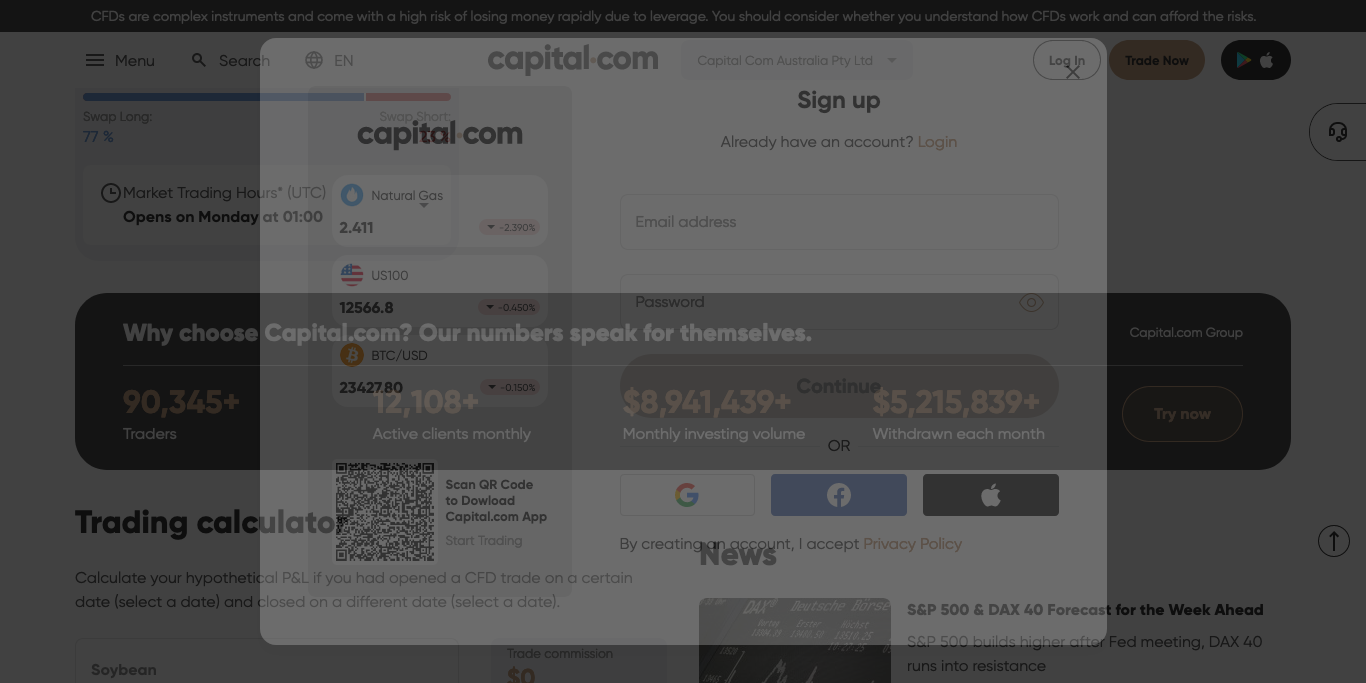 CFDs are complex instruments and come with a high risk of losing money rapidly due to leverage. You should consider whether you understand how CFDs work and can afford the risks.
Menu
Search
EN
capital.com
Capital Com Australia Pty Ltd
Log In
Trade Now
Swap Long:
77 %
Swap Short:
Market Trading Hours* (UTC)
Opens on Monday at 01:00
capital.com
Natural Gas
2.411
-2.390%
US100
12566.8
-0.450%
BTC/USD
23427.80
-0.150%
Scan QR Code
to Dowload
Capital.com App
Start Trading
Sign up
Already have an account? Login
Email address
Password
Continue
OR
By creating an account, I accept Privacy Policy
Why choose Capital.com? Our numbers speak for themselves.
Capital.com Group
90,345+
Traders
12,108+
Active clients monthly
$8,941,439+
Monthly investing volume
$5,215,839+
Withdrawn each month
Try now
Trading calculator
Calculate your hypothetical P&L if you had opened a CFD trade on a certain
date (select a date) and closed on a different date (select a date).
Soybean
Trade commission
$0
News
DAX
Deutsche Börse
S&P 500 & DAX 40 Forecast for the Week Ahead
S&P 500 builds higher after Fed meeting, DAX 40
runs into resistance